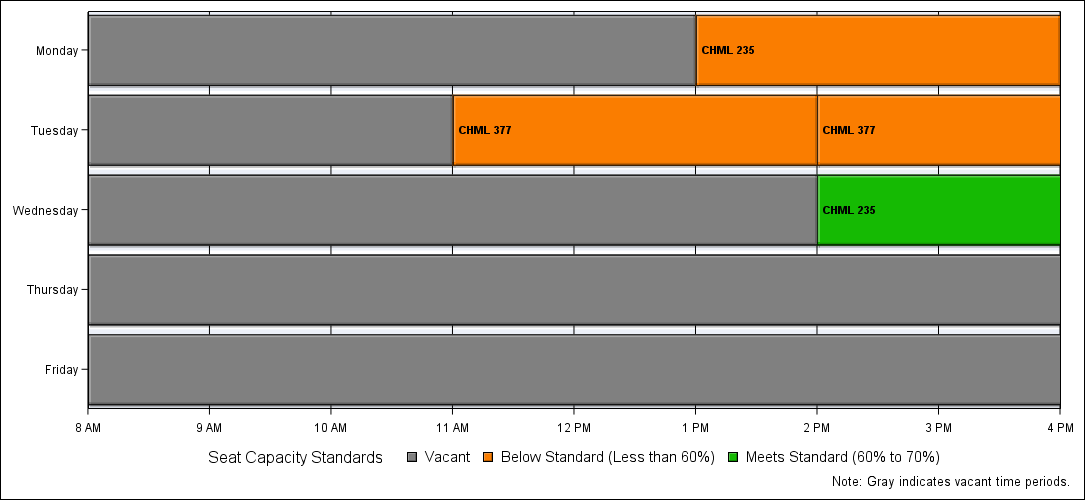 Monday
CHML 235
Tuesday
CHML 377
CHML 377
Wednesday
CHML 235
Thursday
Friday
8 AM 9 AM 10 AM 11 AM 12 PM 1 PM 2 PM 3 PM 4 PM
Seat Capacity Standards Vacant Below Standard (Less than 60%) Meets Standard (60% to 70%)
Note: Gray indicates vacant time periods.